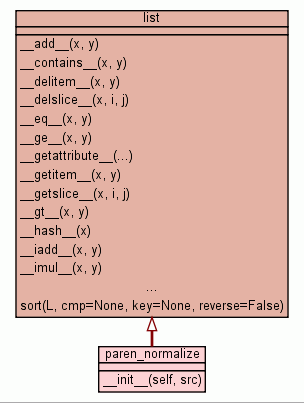 list
__add__(x, y)
__contains__(x, y)
__delitem__(x, y)
__delslice__(x, i, j)
__eq__(x, y)
__ge__(x, y)
__getattribute__(...)
__getitem__(x, y)
__getslice__(x, i, j)
__gt__(x, y)
__hash__(x)
__iadd__(x, y)
__imul__(x, y)
...
sort(L, cmp=None, key=None, reverse=False)
paren_normalize
__init__(self, src)